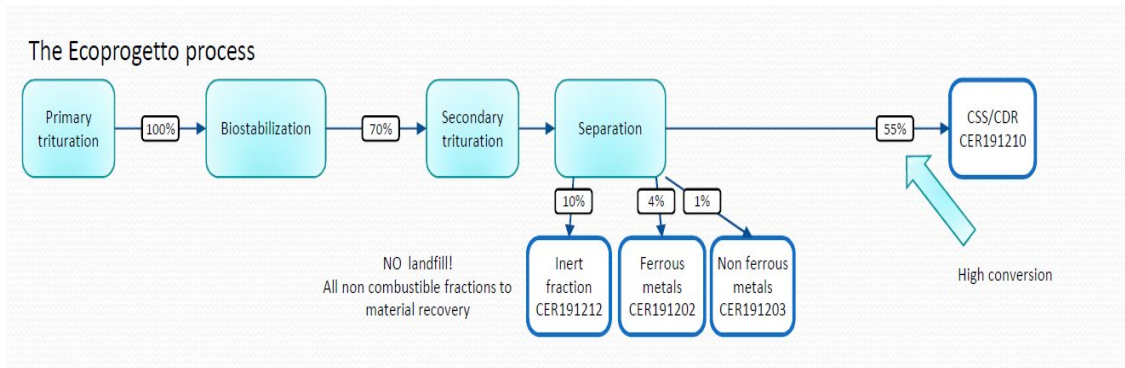 The Ecoprogetto process
Primary
trituration
100%
Biostabilization
70%
Secondary
trituration
Separation
55%
CSS/CDR
CER191210
10%
4%
1%
NO landfill!
All non combustible fractions to
material recovery
Inert
fraction
CER191212
Ferrous
metals
CER191202
Non ferrous
metals
CER191203
High conversion